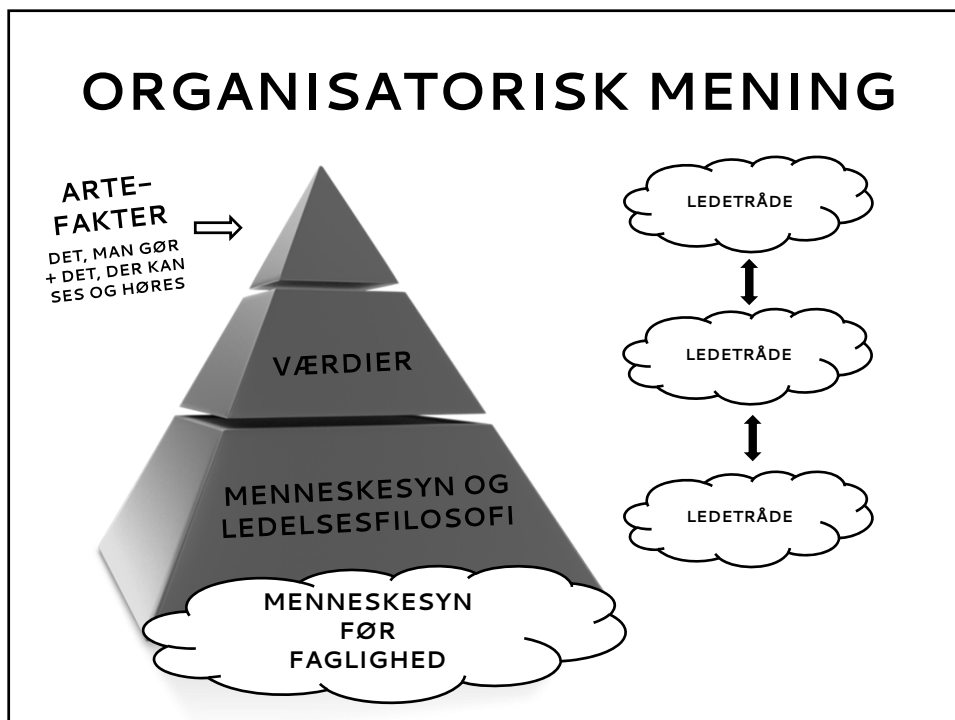 ORGANISATORISK MENING
ARTE-
FAKTER
DET, MAN GØR
+ DET, DER KAN
SES OG HØRES
VÆRDIER
MENNESKESYN OG
LEDELSESFILOSOFI
MENNESKESYN
FØR
FAGLIGHED
LEDETRÅDE
LEDETRÅDE
LEDETRÅDE